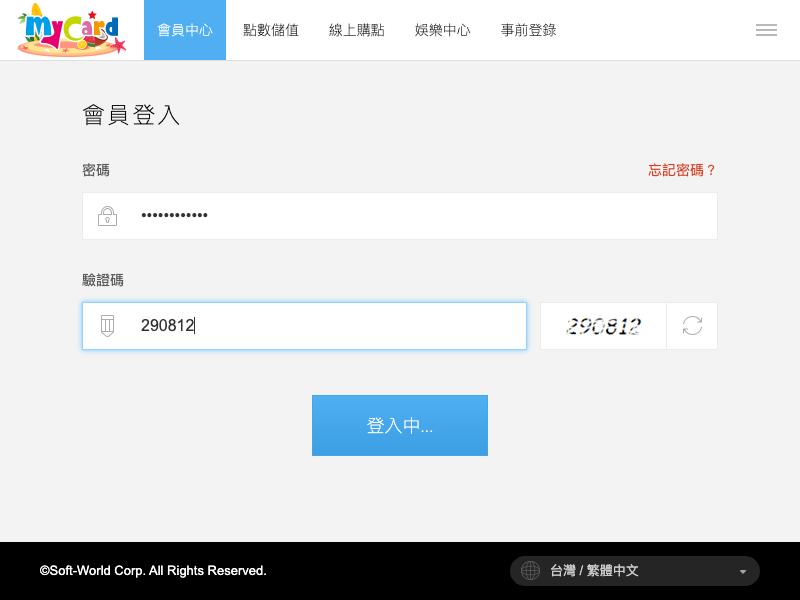 MyCard
會員中心
點數儲值
線上購點
娛樂中心
事前登錄
會員登入
密碼
忘記密碼？
••••••••••••
驗證碼
290812
290812
登入中...
©Soft-World Corp. All Rights Reserved.
台灣 / 繁體中文